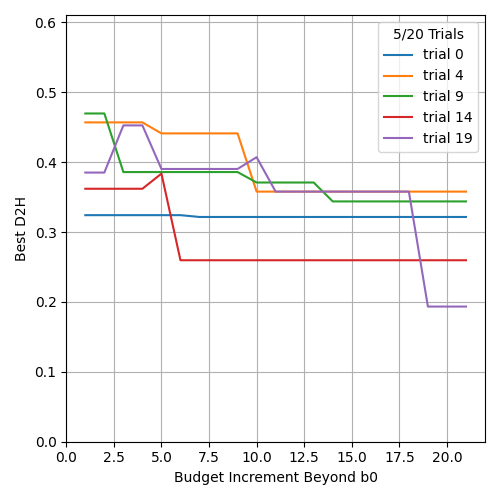 5/20 Trials
trial 0
trial 4
trial 9
trial 14
trial 19
0.6
0.5
0.4
0.3
0.2
0.1
0.0
Best D2H
0.0 2.5 5.0 7.5 10.0 12.5 15.0 17.5 20.0
Budget Increment Beyond b0